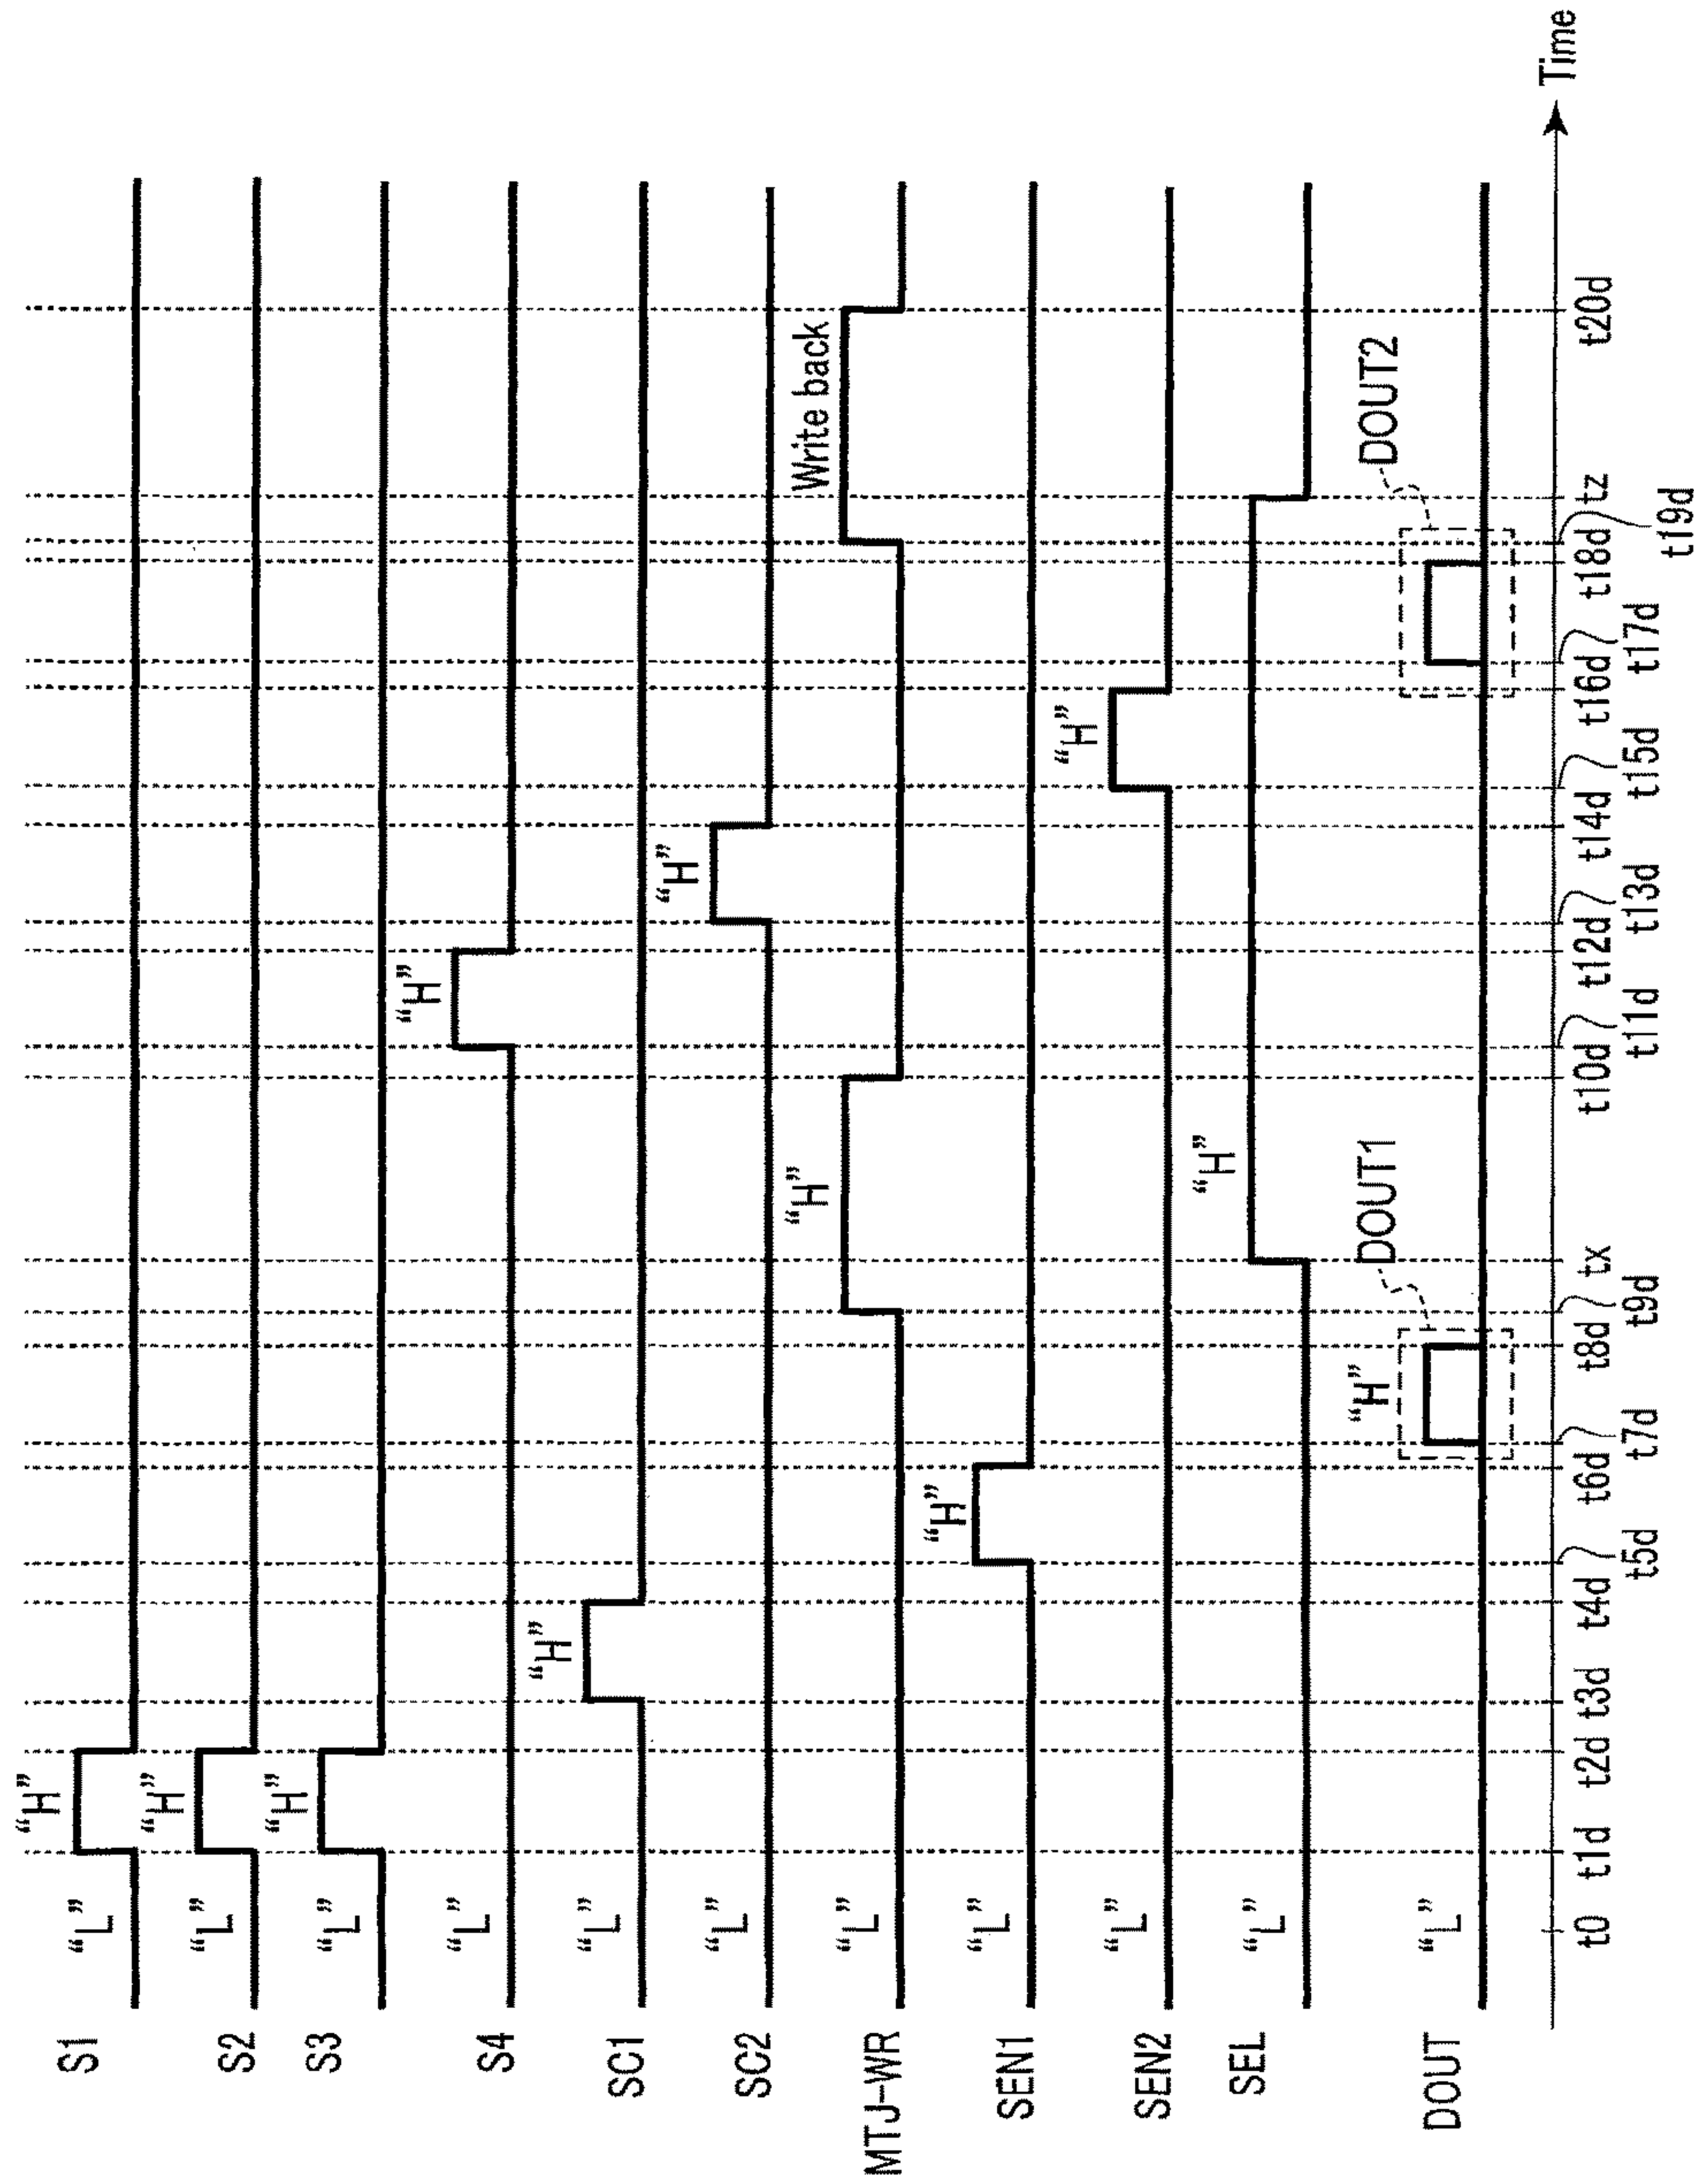 S1 "L" "H"
S2 "L" "H"
S3 "L" "H"
S4 "L" "H"
SC1 "L" "H"
SC2 "L" "H"
MTJ-WR "L" "H" Write back
SEN1 "L" "H"
SEN2 "L" "H"
SEL "L" "H"
DOUT "L" "H" DOUT1 DOUT2
t0 t1d t2d t3d t4d t6d t8d tx t10d t12d t14d t16d t18d tz t20d Time
t5d t7d t9d t11d t13d t15d t17d
t19d